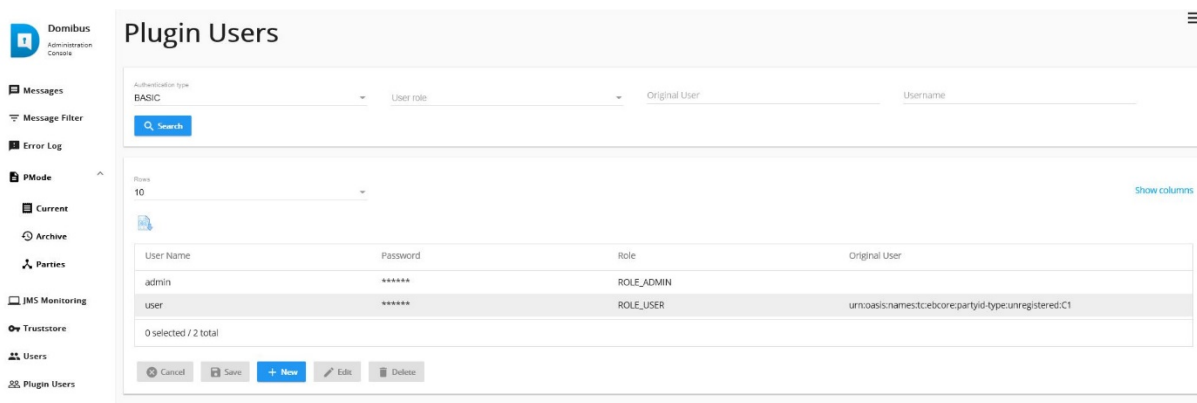 Domibus
Administration
Console
Messages
Message Filter
Error Log
PMode
Current
Archive
Parties
JMS Monitoring
Truststore
Users
Plugin Users
Plugin Users
Authentication type
BASIC
User role
Original User
Username
Search
Rows
10
Show columns
User Name Password Role Original User
admin ****** ROLE_ADMIN
user ****** ROLE_USER urn:oasis:names:tc:ebcore:partyid-type:unregistered:C1
0 selected / 2 total
Cancel Save New Edit Delete